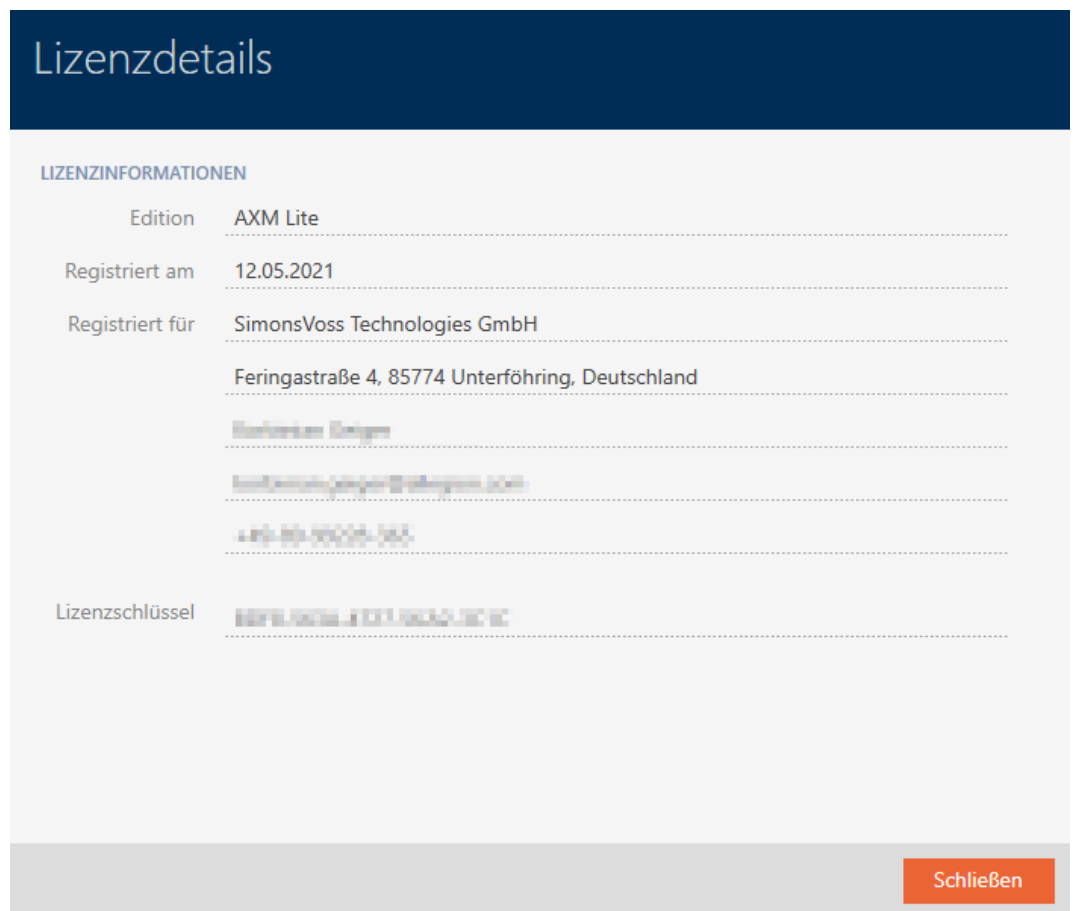 Lizenzdetails
LIZENZINFORMATIONEN
Edition AXM Lite
Registriert am 12.05.2021
Registriert für SimonsVoss Technologies GmbH
Feringastraße 4, 85774 Unterföhring, Deutschland
Lizenzschlüssel
Schließen